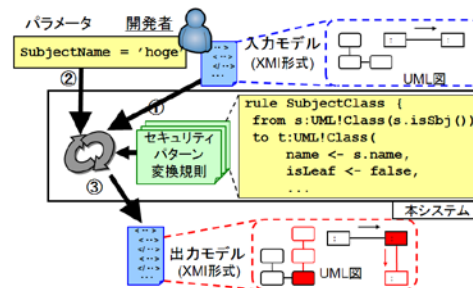 パラメータ
開発者
SubjectName = 'hoge'
②
①
< ··>
< ··>
</ ··>
...
入力モデル
(XMI形式)
:
:
UML図
セキュリティ
パターン
変換規則
rule SubjectClass {
from s:UML!Class(s.isSbj())
to t:UML!Class(
name <- s.name,
isLeaf <- false,
...
③
本システム
< ··>
< ··>
</ ··>
< ··>
</ ··>
...
出力モデル
(XMI形式)
:
:
:
UML図